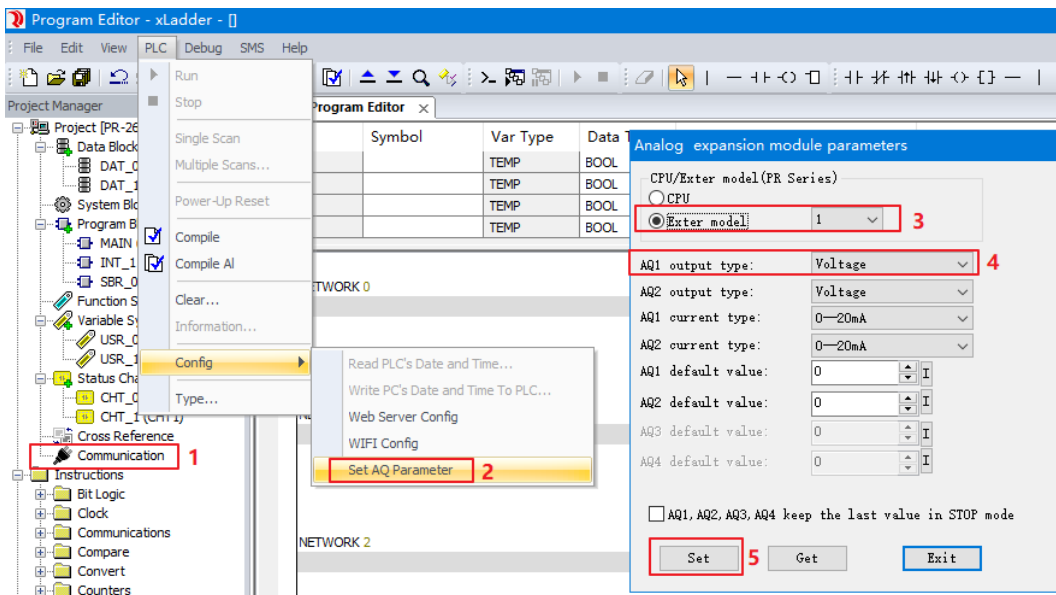 Program Editor - xLadder - []
File Edit View PLC Debug SMS Help
Project Manager
Project [PR-26
Data Block
DAT_0
DAT_1
System Blo
Program B
MAIN
INT_1
SBR_0
Function S
Variable Sy
USR_0
USR_1
Status Cha
CHT_0
CHT_1 (CHT1)
Cross Reference
Communication 1
Instructions
Bit Logic
Clock
Communications
Compare
Convert
Counters
Run
Stop
Single Scan
Multiple Scans...
Power-Up Reset
Compile
Compile Al
Clear...
Information...
Config
Type...
Read PLC's Date and Time...
Write PC's Date and Time To PLC...
Web Server Config
WIFI Config
Set AQ Parameter 2
Program Editor x
Symbol Var Type Data T
TEMP BOOL
TEMP BOOL
TEMP BOOL
TEMP BOOL
TWORK 0
NETWORK 2
Analog expansion module parameters
CPU/Exter model(PR Series)
CPU
Exter model 1 3
AQ1 output type: Voltage 4
AQ2 output type: Voltage
AQ1 current type: 0—20mA
AQ2 current type: 0—20mA
AQ1 default value: 0 I
AQ2 default value: 0 I
AQ3 default value: 0 I
AQ4 default value: 0 I
AQ1, AQ2, AQ3, AQ4 keep the last value in STOP mode
Set 5 Get Exit